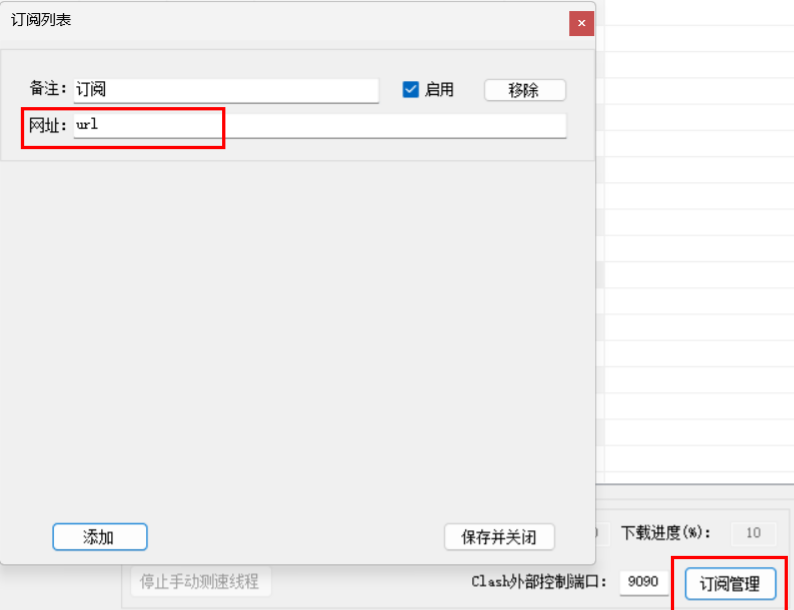 订阅列表
×
备注： 订阅 启用 移除
网址： url
添加 保存并关闭
下载进度(%)： 10
停止手动测速线程 Clash外部控制端口： 9090 订阅管理